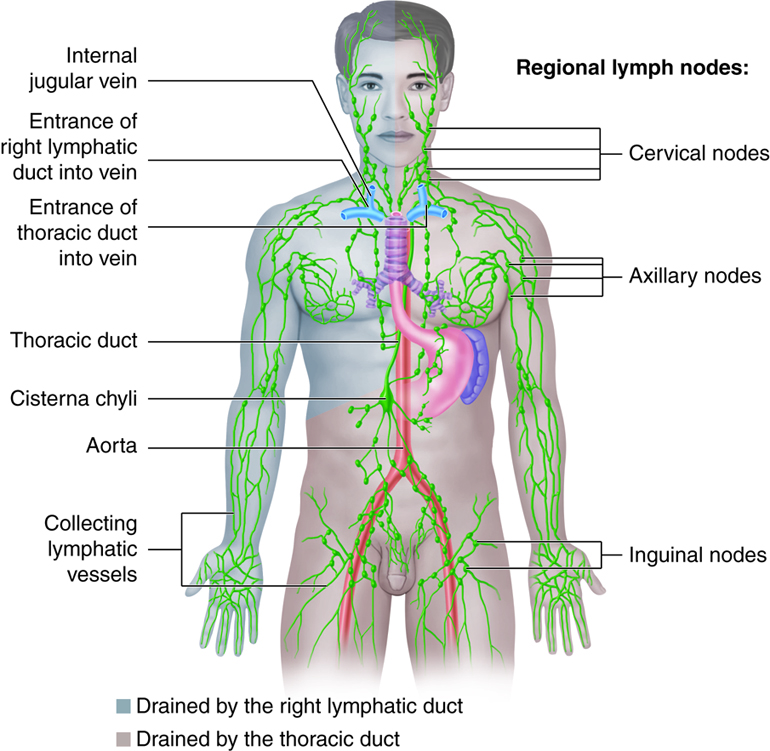 Internal
jugular vein
Entrance of
right lymphatic
duct into vein
Entrance of
thoracic duct
into vein
Thoracic duct
Cisterna chyli
Aorta
Collecting
lymphatic
vessels
Regional lymph nodes:
Cervical nodes
Axillary nodes
Inguinal nodes
Drained by the right lymphatic duct
Drained by the thoracic duct